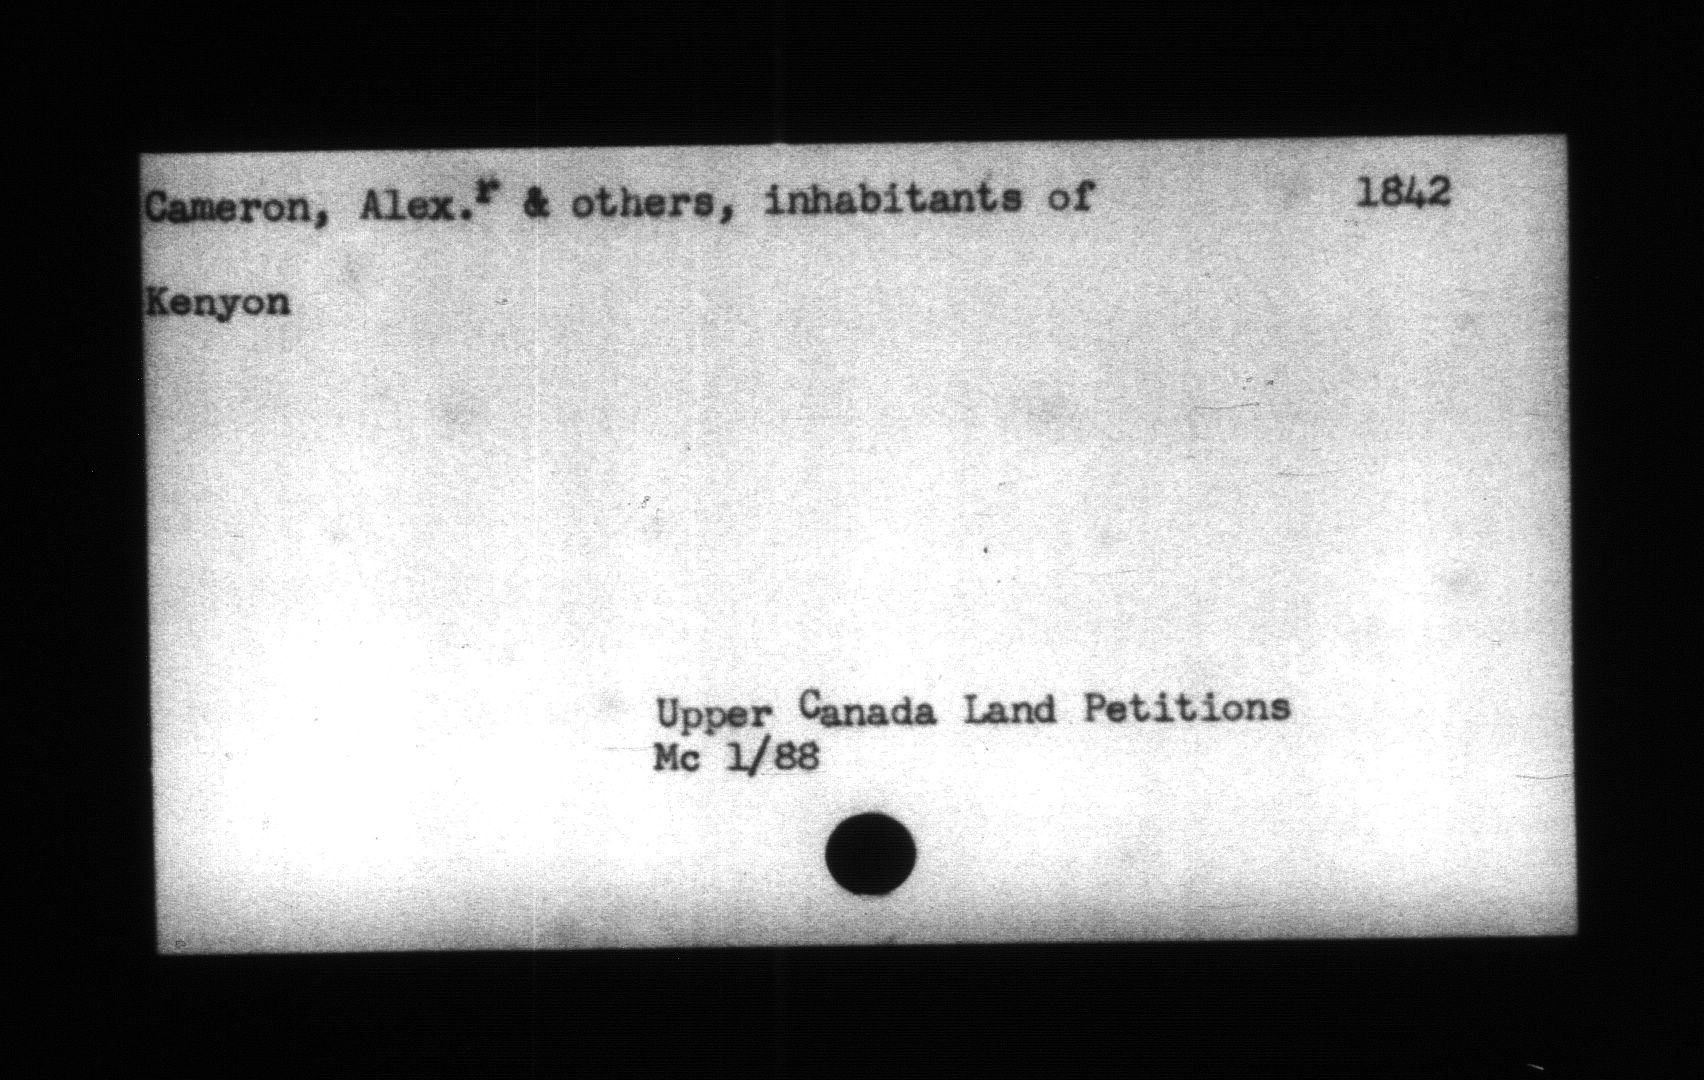 Cameron, Alex.r & others, inhabitants of 1842
Kenyon
Upper Canada Land Petitions
Mc 1/88